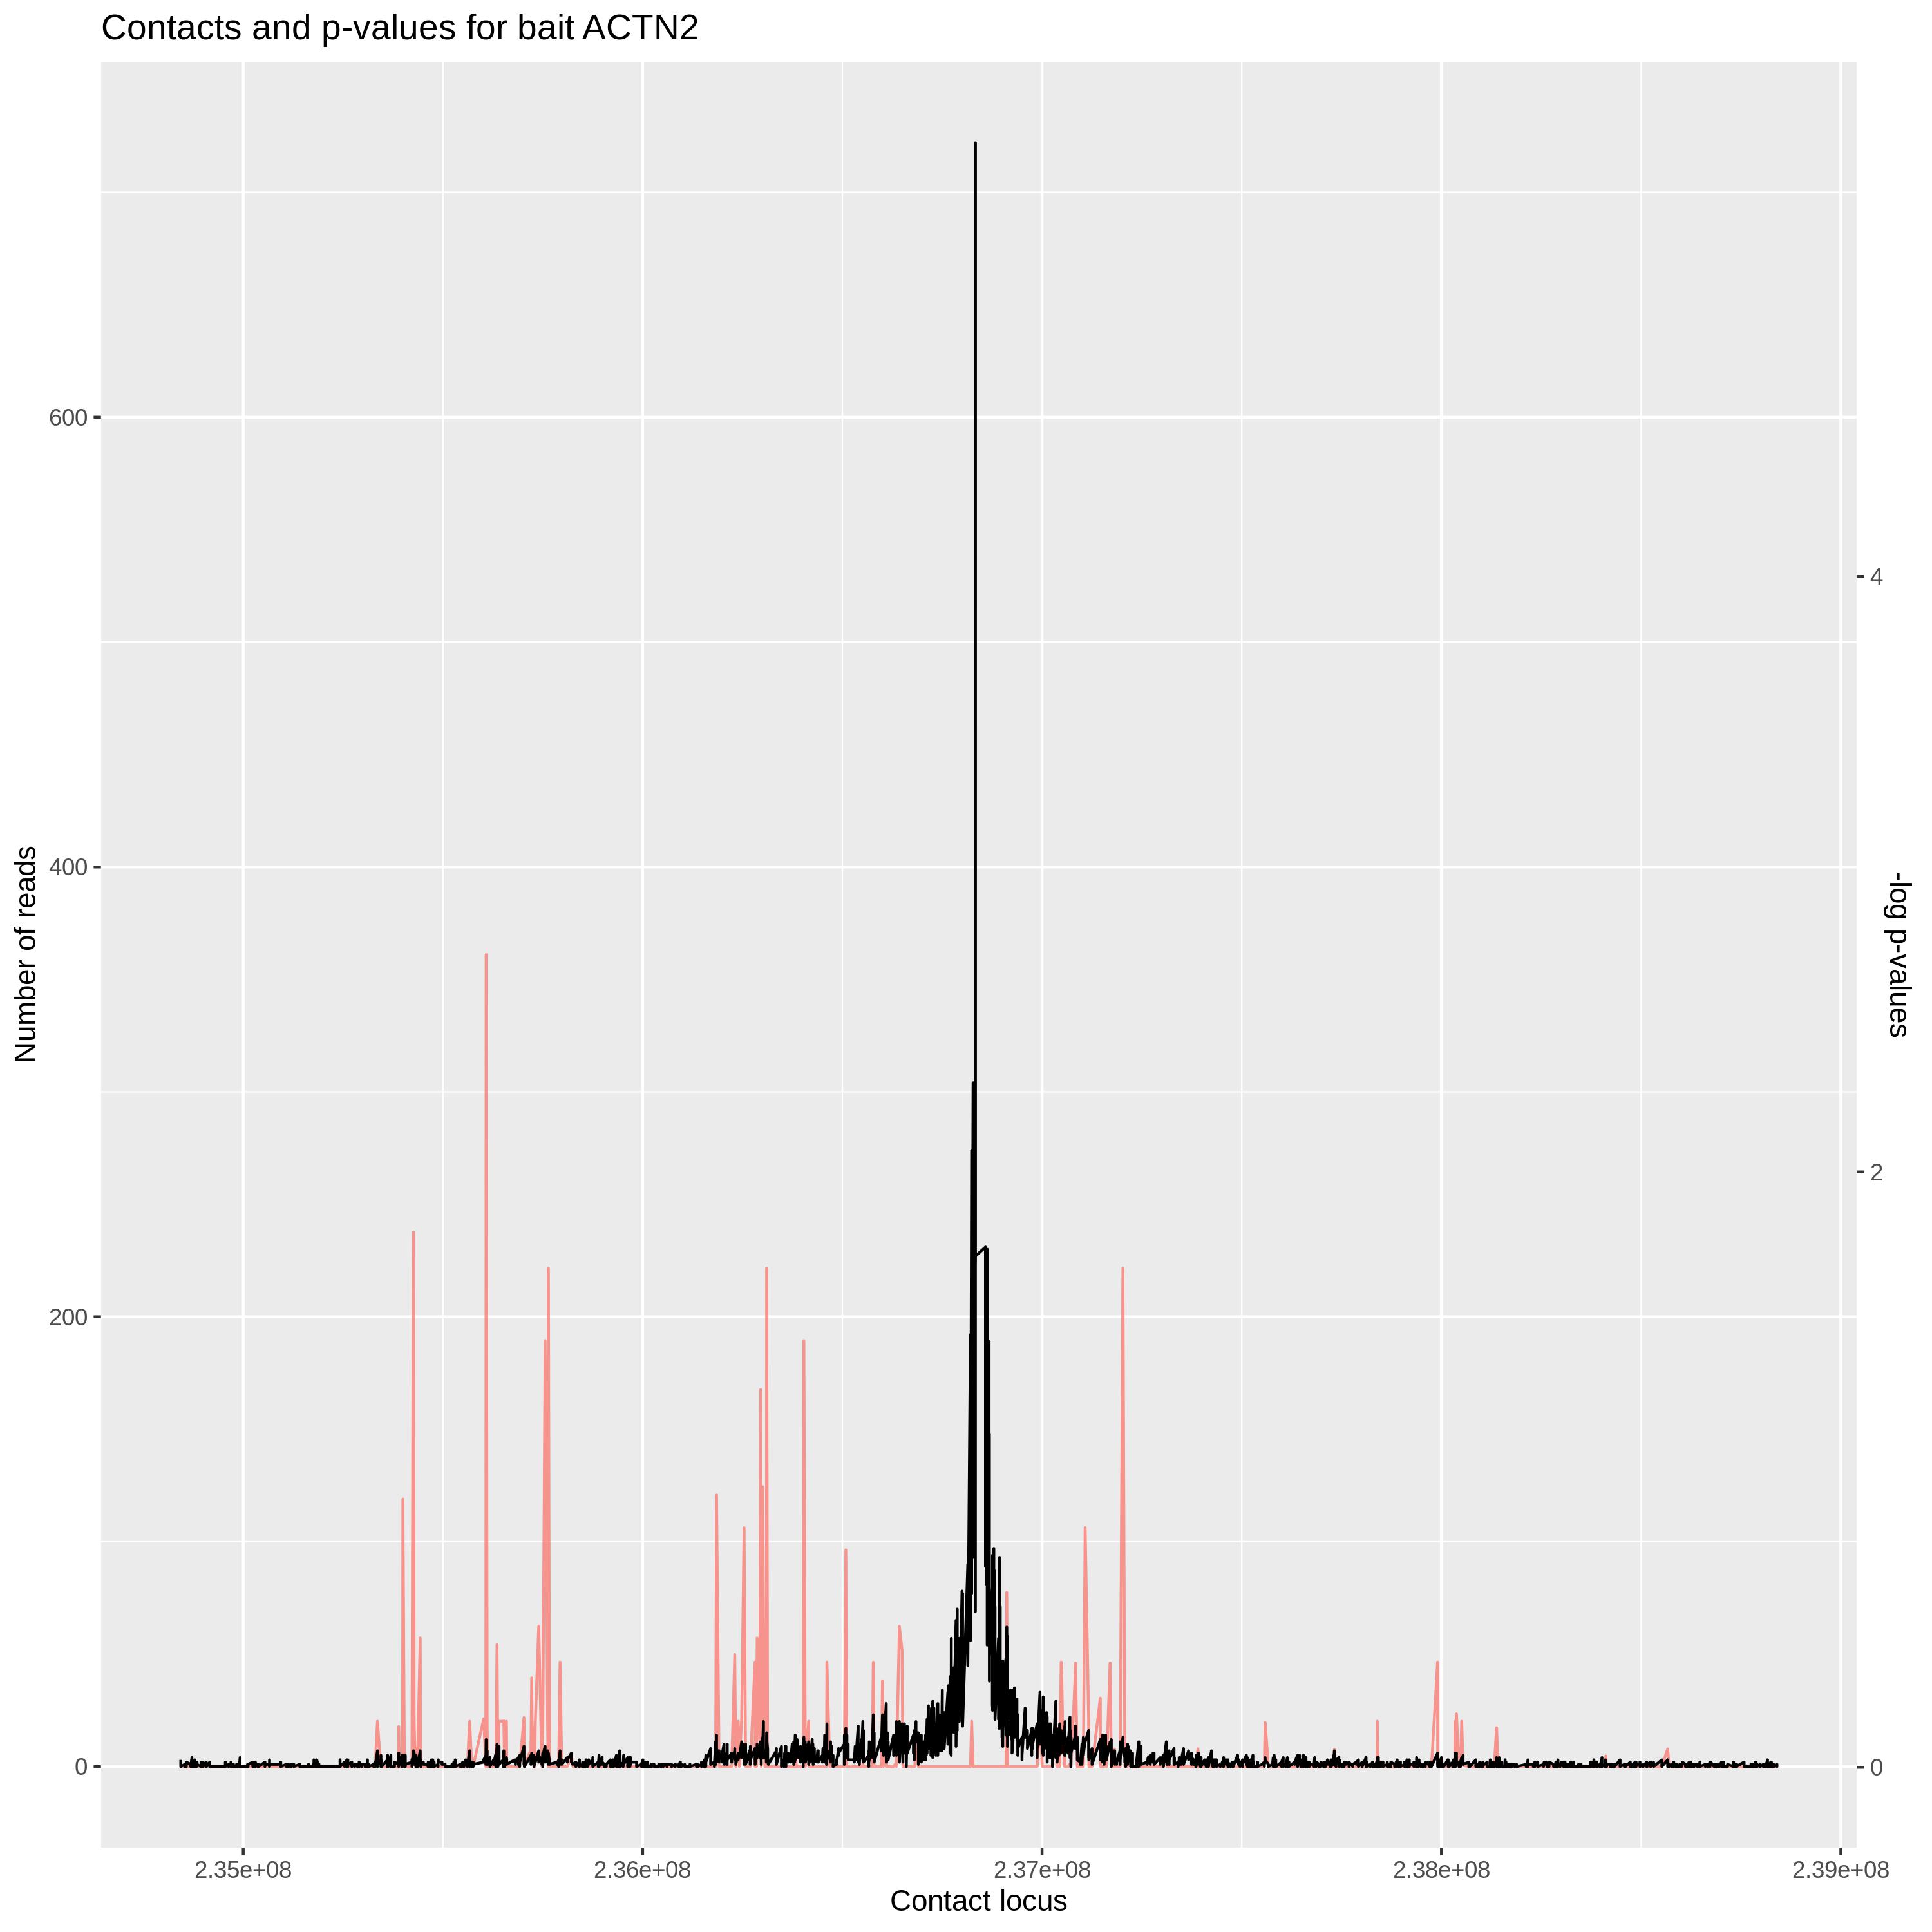 Contacts and p-values for bait ACTN2
600
400
200
0
4
2
0
Number of reads
-log p-values
2.35e+08
2.36e+08
2.37e+08
2.38e+08
2.39e+08
Contact locus